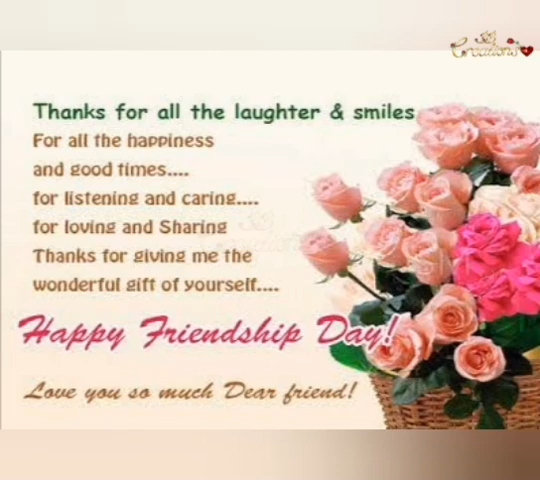 Creations
Thanks for all the laughter & smiles
For all the happiness
and good times....
for listening and caring....
for loving and Sharing
Thanks for giving me the
wonderful gift of yourself....
Happy Friendship Day!
Love you so much Dear friend!